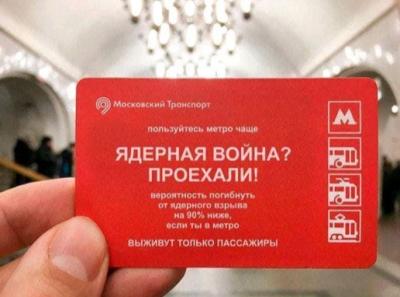 Московский Транспорт
пользуйтесь метро чаще
ЯДЕРНАЯ ВОЙНА?
ПРОЕХАЛИ!
вероятность погибнуть
от ядерного взрыва
на 90% ниже,
если ты в метро
ВЫЖИВУТ ТОЛЬКО ПАССАЖИРЫ
М